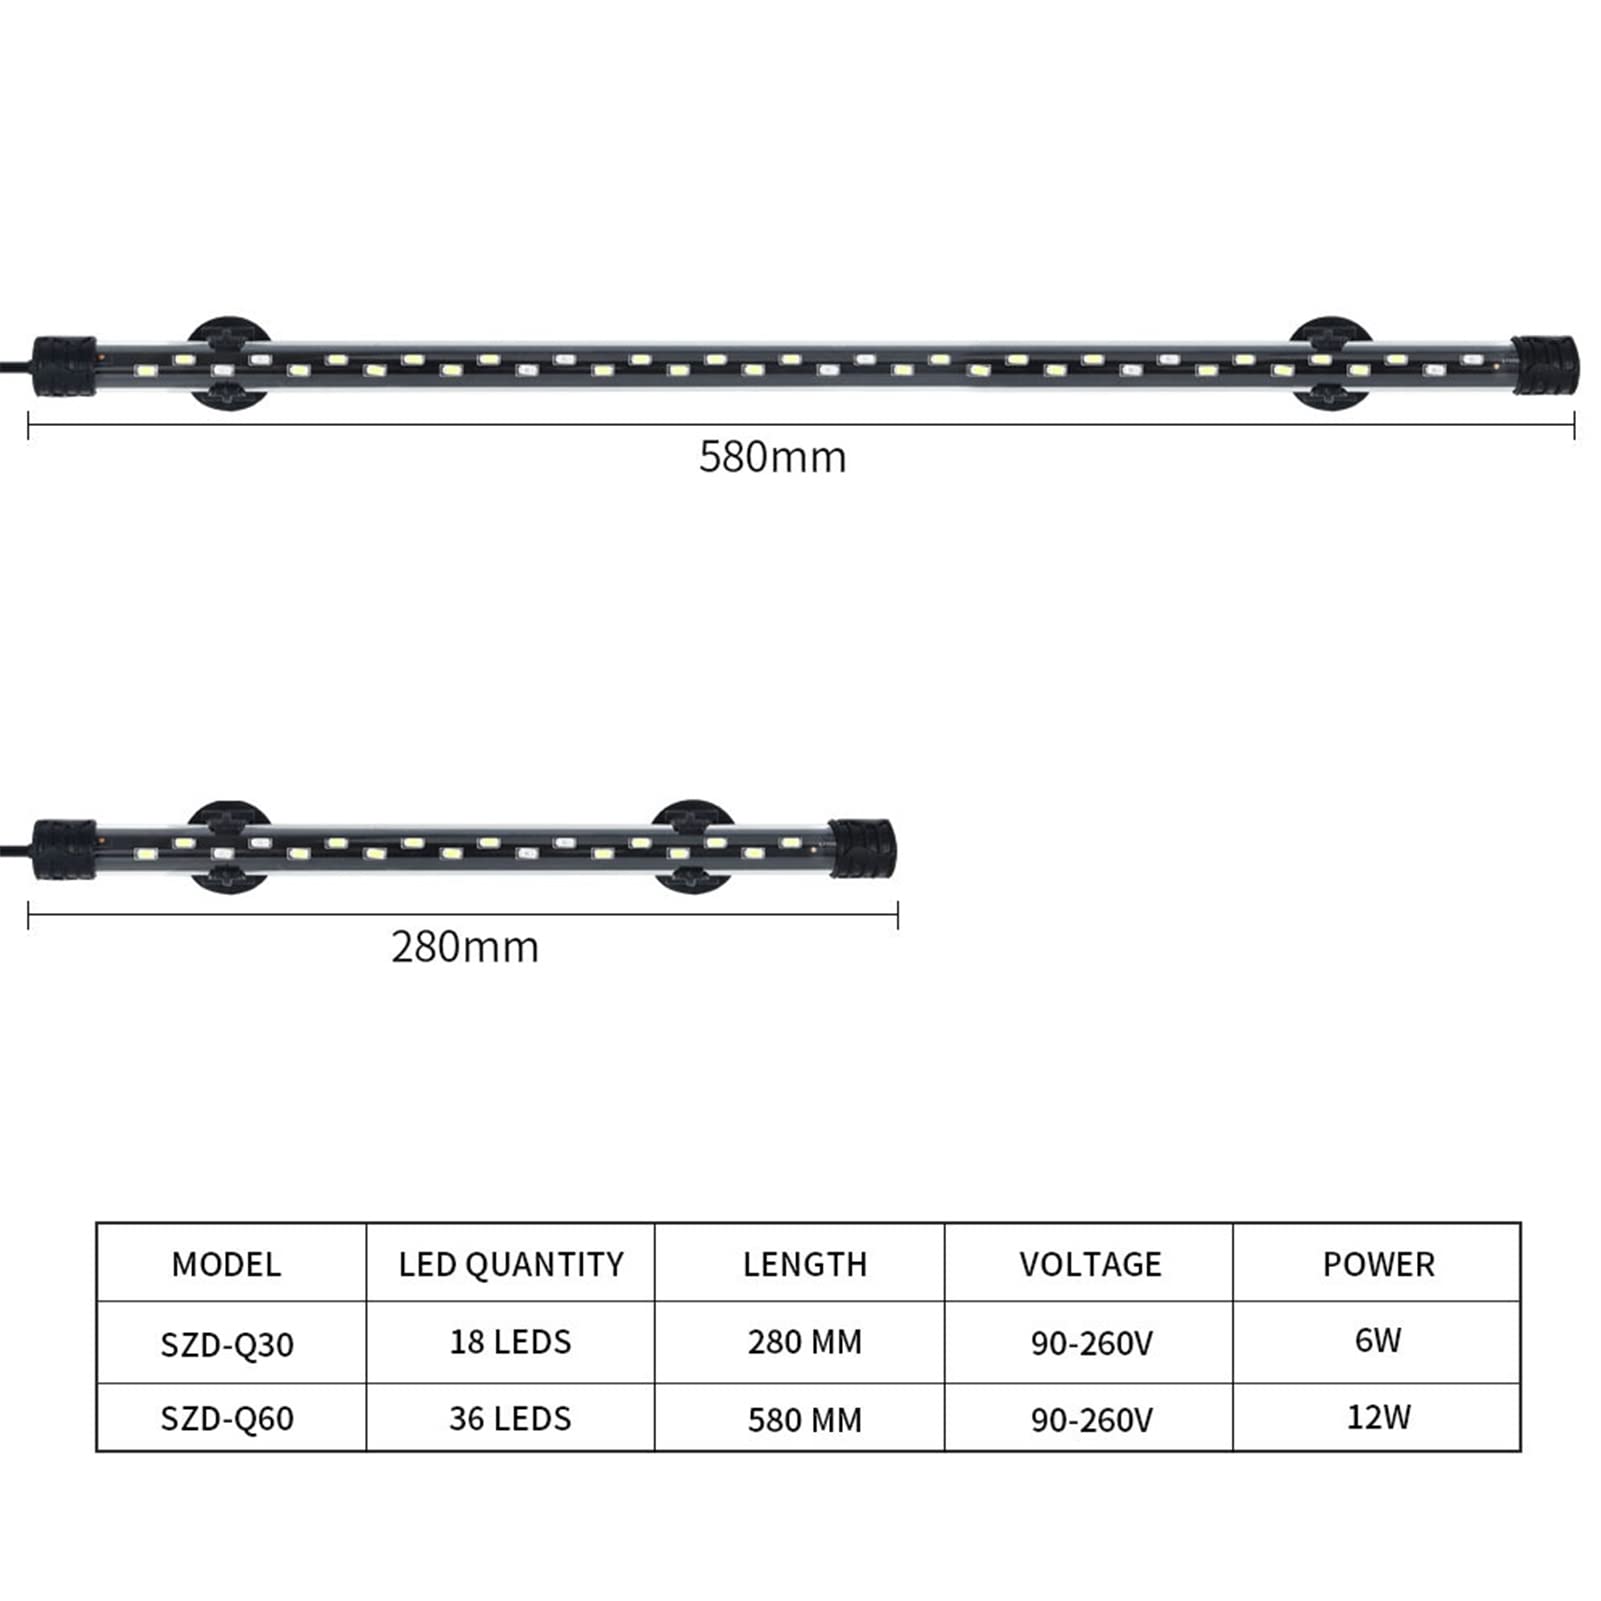 580mm
280mm
MODEL LED QUANTITY LENGTH VOLTAGE POWER
SZD-Q30 18 LEDS 280 MM 90-260V 6W
SZD-Q60 36 LEDS 580 MM 90-260V 12W